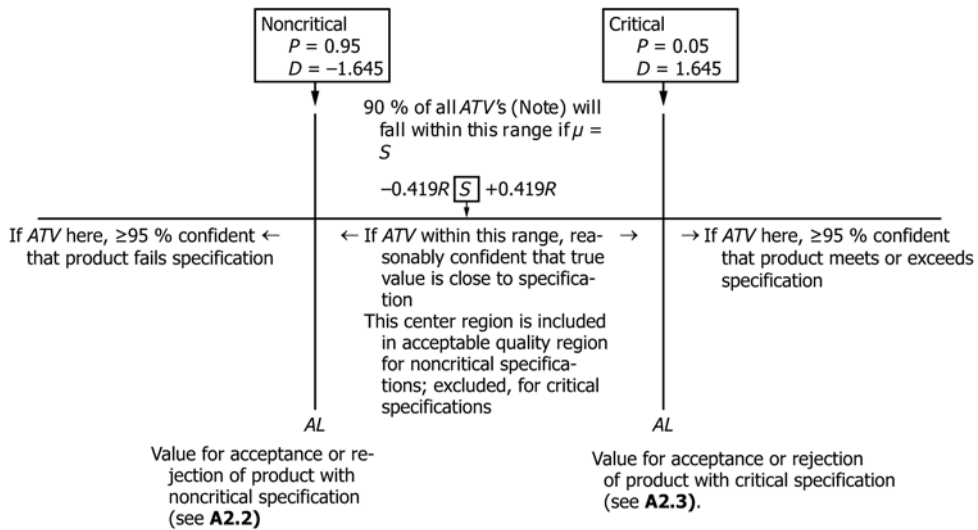 Noncritical
P = 0.95
D = –1.645
Critical
P = 0.05
D = 1.645
90 % of all ATV's (Note) will
fall within this range if μ =
S
–0.419R S +0.419R
If ATV here, ≥95 % confident ←
that product fails specification
← If ATV within this range, rea- →
sonably confident that true
value is close to specifica-
tion
This center region is included
in acceptable quality region
for noncritical specifica-
tions; excluded, for critical
specifications
→ If ATV here, ≥95 % confident
that product meets or exceeds
specification
AL
Value for acceptance or re-
jection of product with
noncritical specification
(see A2.2)
AL
Value for acceptance or rejection
of product with critical specification
(see A2.3).